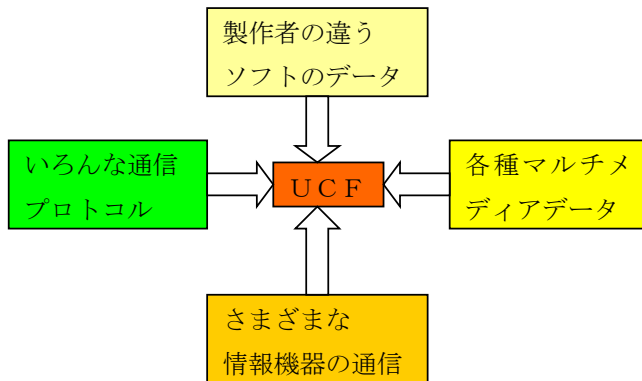 製作者の違う
ソフトのデータ
いろんな通信
プロトコル
ＵＣＦ
各種マルチメ
ディアデータ
さまざまな
情報機器の通信